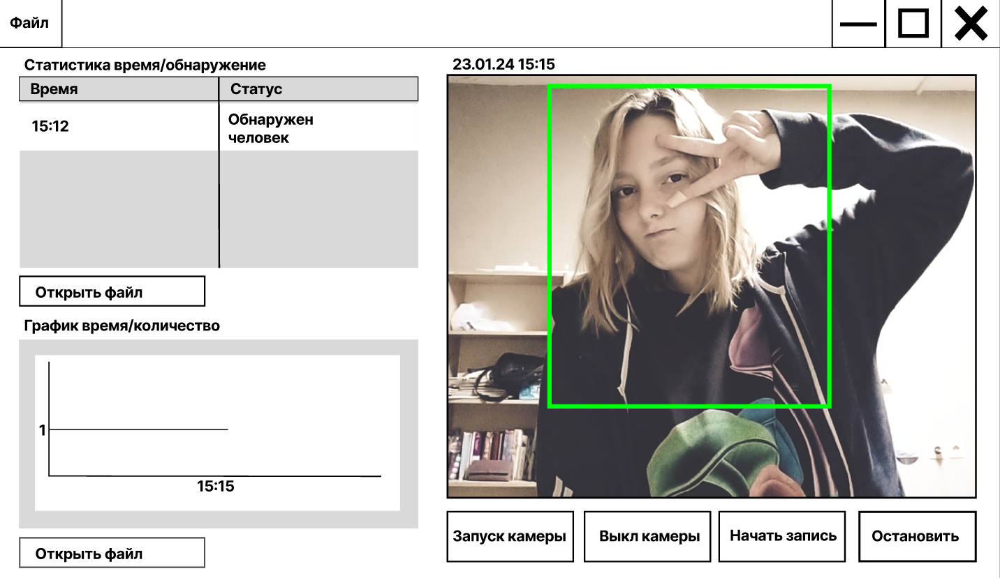 Файл
Статистика время/обнаружение
Время
Статус
15:12
Обнаружен
человек
Открыть файл
График время/количество
1
15:15
Открыть файл
23.01.24 15:15
Запуск камеры
Выкл камеры
Начать запись
Остановить